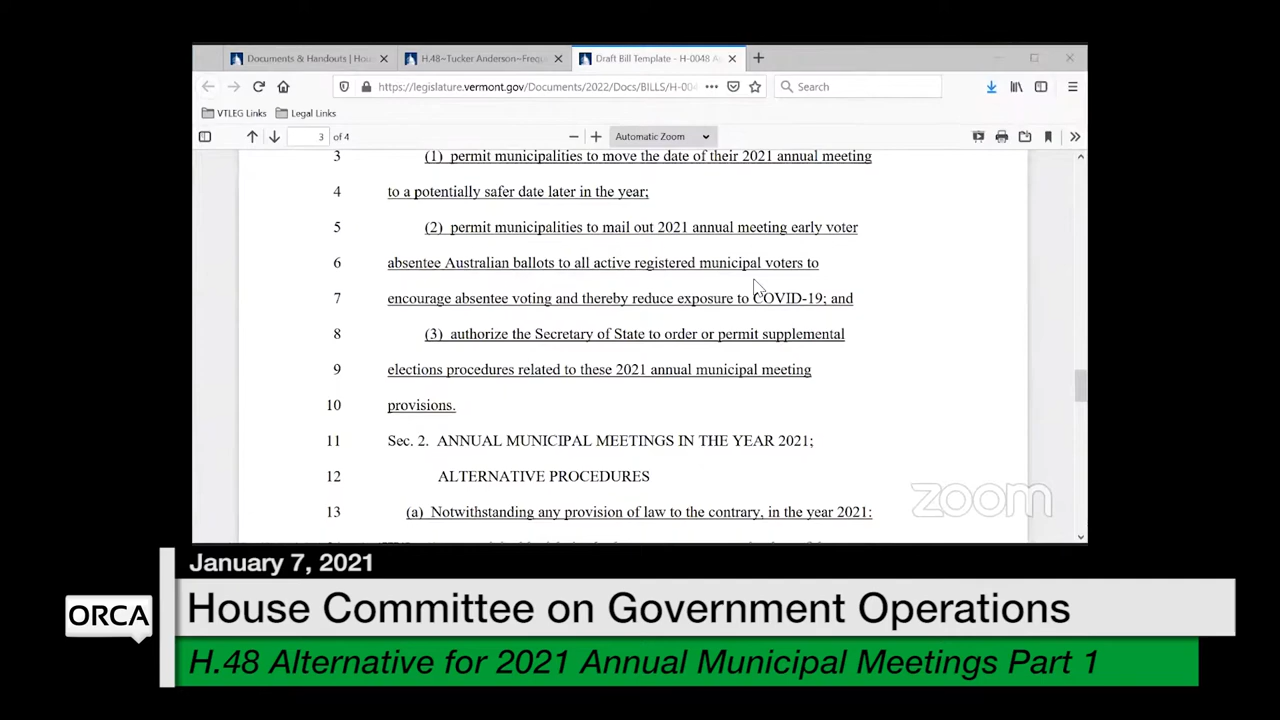 Documents & Handouts | Hou
H.48~Tucker Anderson~Frequ
Draft Bill Template - H-0048 A
https://legislature.vermont.gov/Documents/2022/Docs/BILLS/H-004
Search
VTLEG Links
Legal Links
3 of 4
Automatic Zoom
3 (1) permit municipalities to move the date of their 2021 annual meeting
4 to a potentially safer date later in the year;
5 (2) permit municipalities to mail out 2021 annual meeting early voter
6 absentee Australian ballots to all active registered municipal voters to
7 encourage absentee voting and thereby reduce exposure to COVID-19; and
8 (3) authorize the Secretary of State to order or permit supplemental
9 elections procedures related to these 2021 annual municipal meeting
10 provisions.
11 Sec. 2. ANNUAL MUNICIPAL MEETINGS IN THE YEAR 2021;
12 ALTERNATIVE PROCEDURES
13 (a) Notwithstanding any provision of law to the contrary, in the year 2021:
zoom
January 7, 2021
ORCA
House Committee on Government Operations
H.48 Alternative for 2021 Annual Municipal Meetings Part 1